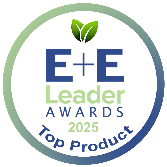 E+E
Leader
AWARDS
2025
Top Product